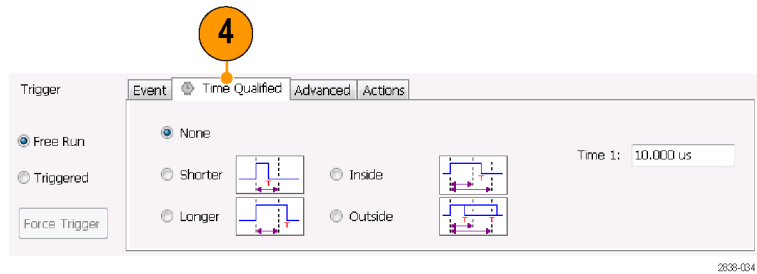 4
Trigger
Event Time Qualified Advanced Actions
Free Run
None
Time 1: 10.000 us
Triggered
Shorter T Inside T
Longer T Outside T T
Force Trigger
2838-034